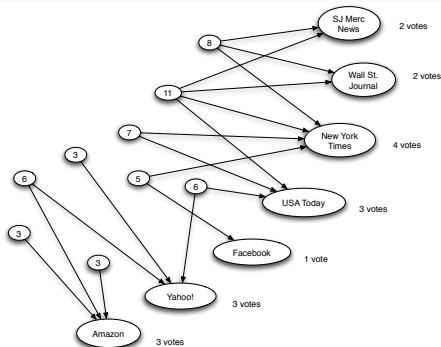 SJ Merc
News
2 votes
8
Wall St.
Journal
2 votes
11
New York
Times
4 votes
7
3
5
6
6
USA Today
3 votes
3
Facebook
1 vote
3
Yahoo!
3 votes
Amazon
3 votes